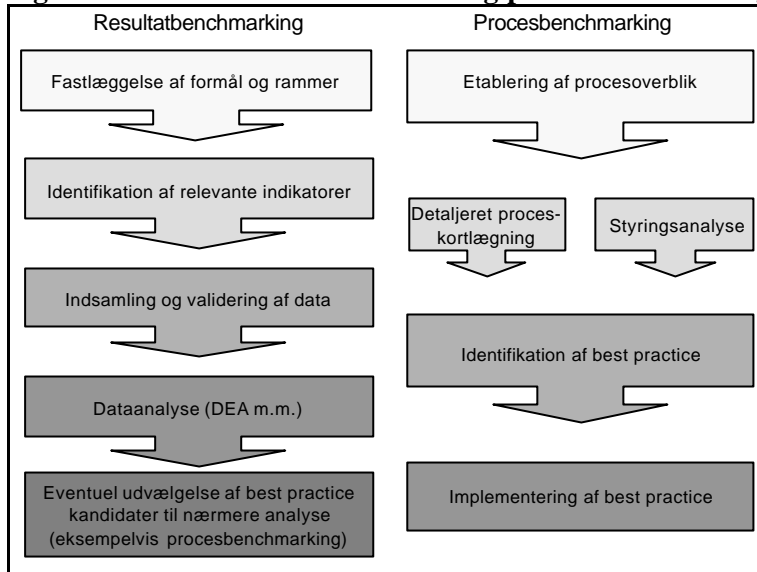 Resultatbenchmarking
Fastlæggelse af formål og rammer
Identifikation af relevante indikatorer
Indsamling og validering af data
Dataanalyse (DEA m.m.)
Eventuel udvælgelse af best practice
kandidater til nærmere analyse
(eksempelvis procesbenchmarking)
Procesbenchmarking
Etablering af procesoverblik
Detaljeret proces-
kortlægning
Styringsanalyse
Identifikation af best practice
Implementering af best practice